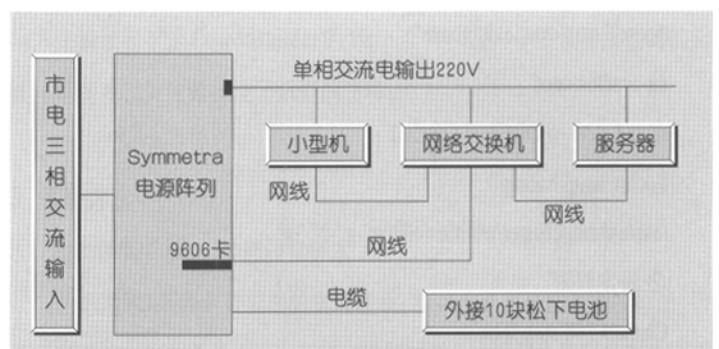 市电三相交流输入
Symmetra
电源阵列
9606卡
单相交流电输出220V
小型机
网络交换机
服务器
网线
网线
网线
电缆
外接10块松下电池